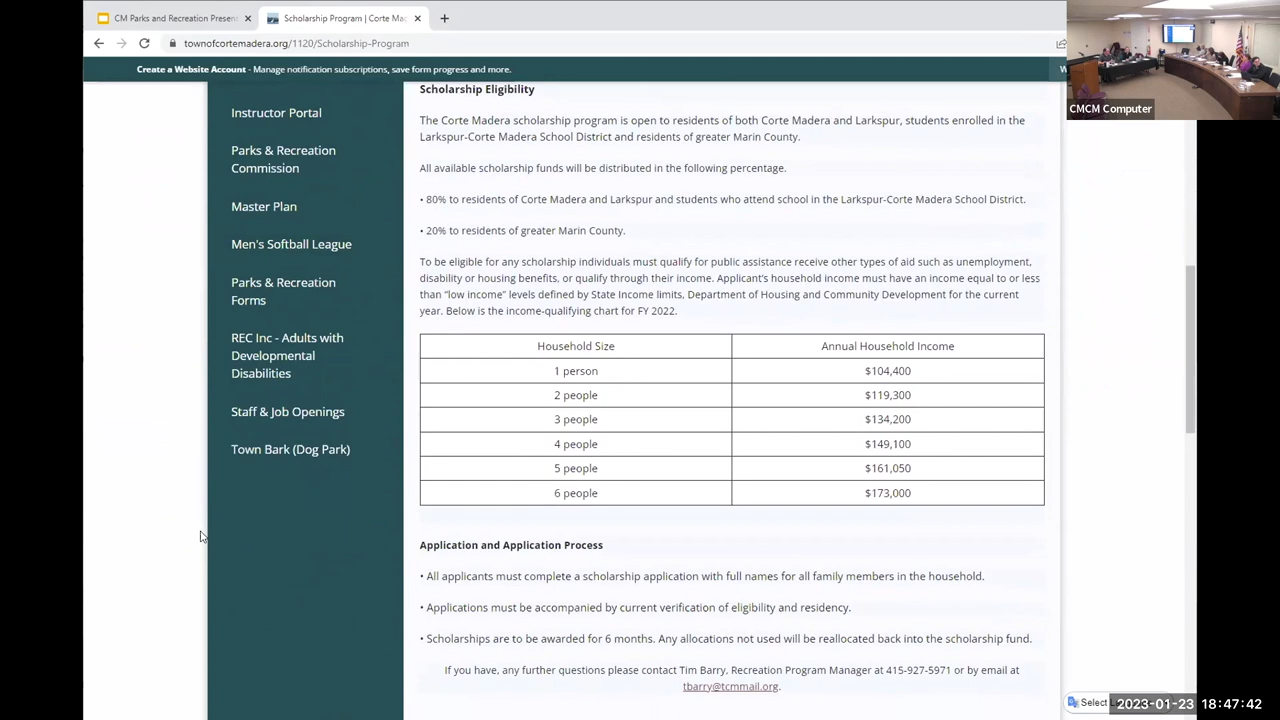 CM Parks and Recreation Presen
Scholarship Program | Corte Mad
townofcortemadera.org/1120/Scholarship-Program
Create a Website Account - Manage notification subscriptions, save form progress and more.
CMCM Computer
Instructor Portal
Parks & Recreation
Commission
Master Plan
Men's Softball League
Parks & Recreation
Forms
REC Inc - Adults with
Developmental
Disabilities
Staff & Job Openings
Town Bark (Dog Park)
Scholarship Eligibility
The Corte Madera scholarship program is open to residents of both Corte Madera and Larkspur, students enrolled in the
Larkspur-Corte Madera School District and residents of greater Marin County.
All available scholarship funds will be distributed in the following percentage.
• 80% to residents of Corte Madera and Larkspur and students who attend school in the Larkspur-Corte Madera School District.
• 20% to residents of greater Marin County.
To be eligible for any scholarship individuals must qualify for public assistance receive other types of aid such as unemployment,
disability or housing benefits, or qualify through their income. Applicant's household income must have an income equal to or less
than "low income" levels defined by State Income limits, Department of Housing and Community Development for the current
year. Below is the income-qualifying chart for FY 2022.
Household Size Annual Household Income
1 person $104,400
2 people $119,300
3 people $134,200
4 people $149,100
5 people $161,050
6 people $173,000
Application and Application Process
• All applicants must complete a scholarship application with full names for all family members in the household.
• Applications must be accompanied by current verification of eligibility and residency.
• Scholarships are to be awarded for 6 months. Any allocations not used will be reallocated back into the scholarship fund.
If you have, any further questions please contact Tim Barry, Recreation Program Manager at 415-927-5971 or by email at
tbarry@tcmmail.org.
Select
2023-01-23 18:47:42